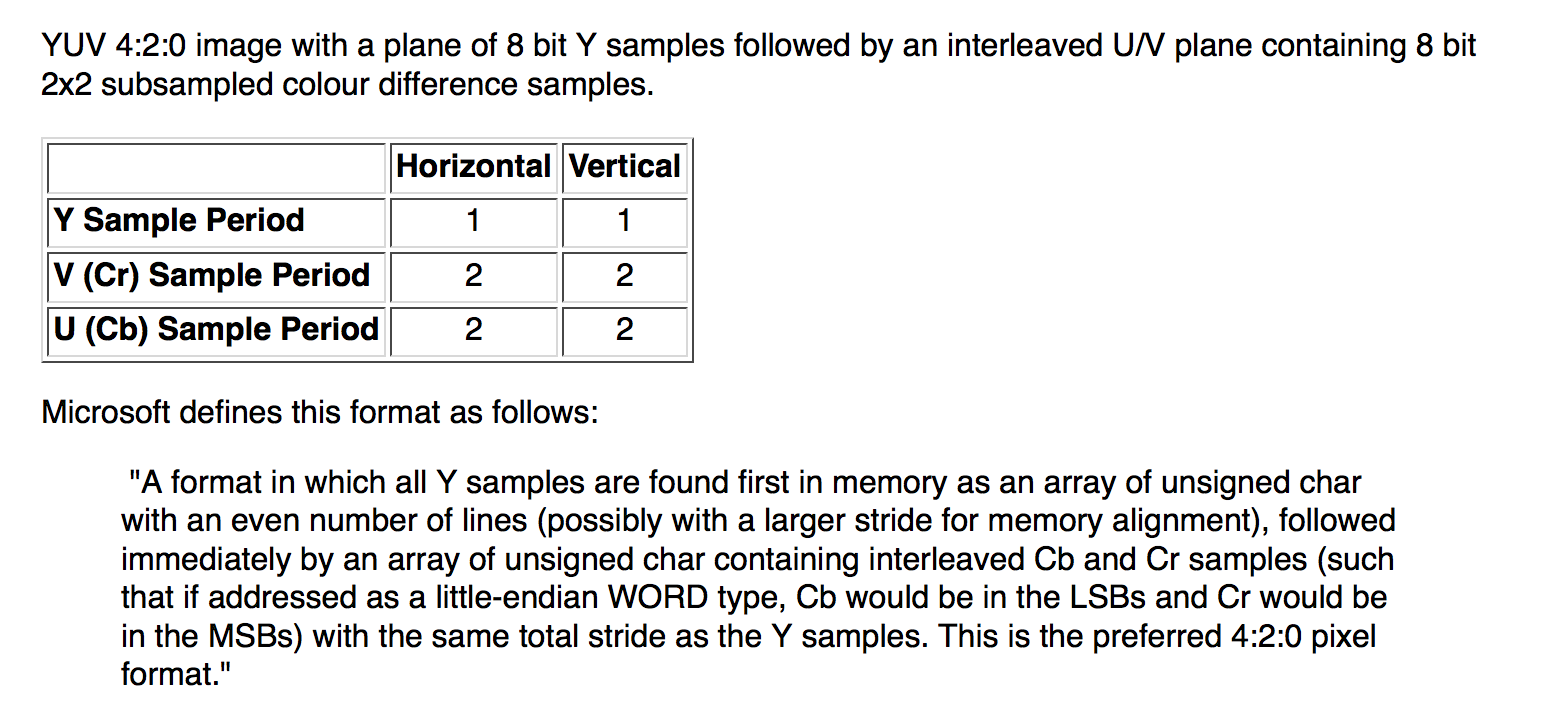 YUV 4:2:0 image with a plane of 8 bit Y samples followed by an interleaved U/V plane containing 8 bit
2x2 subsampled colour difference samples.
Horizontal Vertical
Y Sample Period 1 1
V (Cr) Sample Period 2 2
U (Cb) Sample Period 2 2
Microsoft defines this format as follows:
"A format in which all Y samples are found first in memory as an array of unsigned char
with an even number of lines (possibly with a larger stride for memory alignment), followed
immediately by an array of unsigned char containing interleaved Cb and Cr samples (such
that if addressed as a little-endian WORD type, Cb would be in the LSBs and Cr would be
in the MSBs) with the same total stride as the Y samples. This is the preferred 4:2:0 pixel
format."